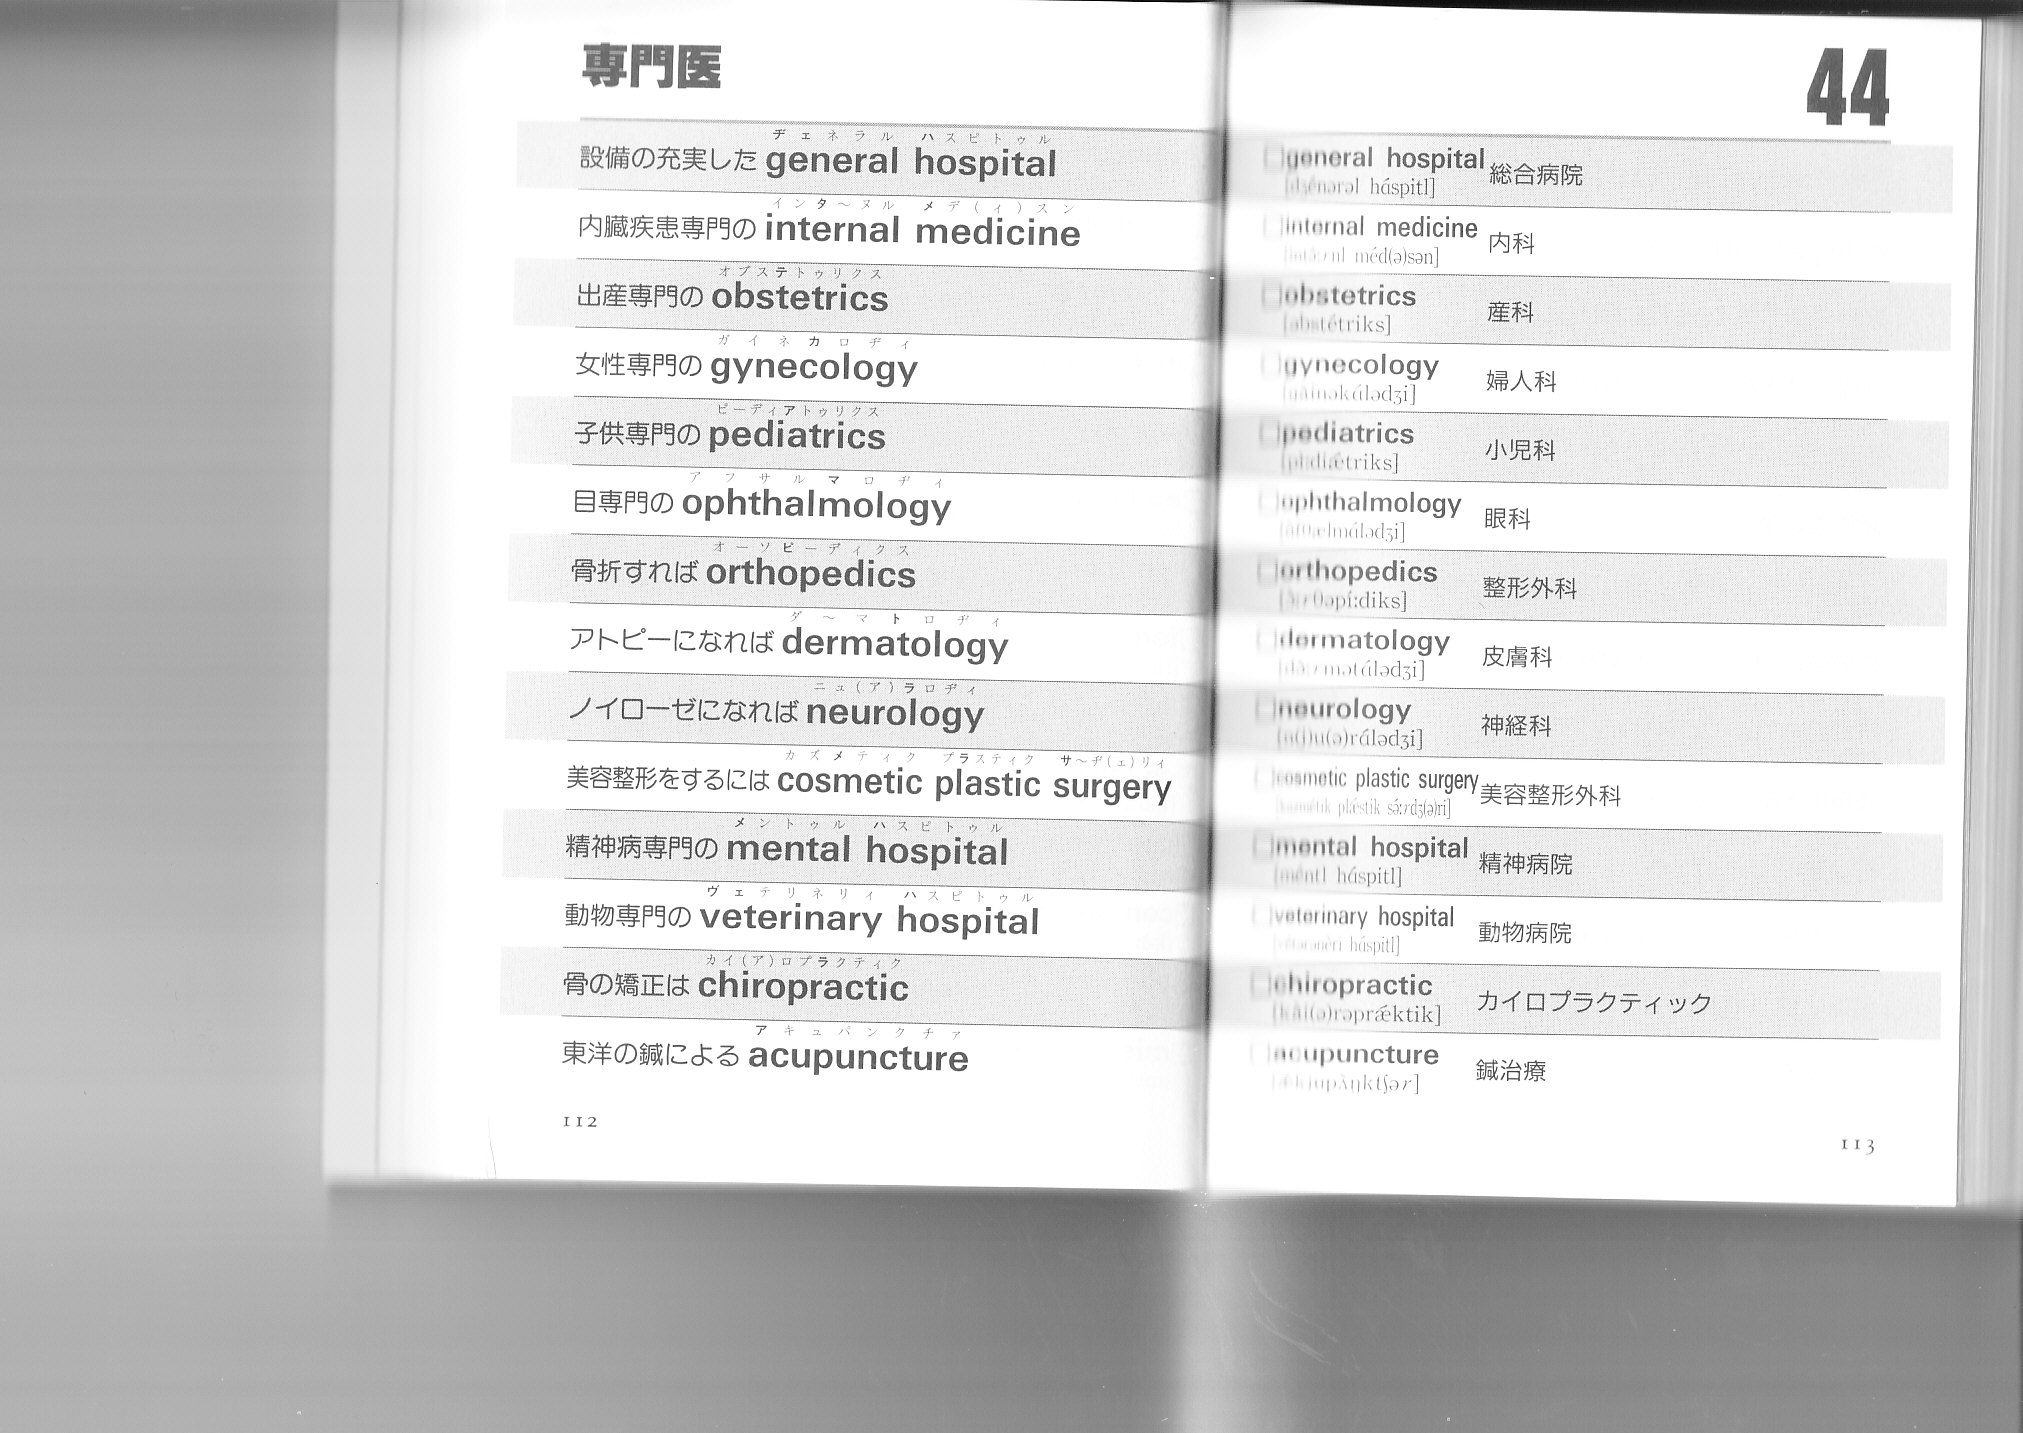 専門医
ヂェネラル ハスピトゥル
設備の充実した general hospital
インタ～ヌル メデ(ィ)スン
内臓疾患専門の internal medicine
オブステトゥリクス
出産専門の obstetrics
ガイネカロヂィ
女性専門の gynecology
ピーディアトゥリクス
子供専門の pediatrics
アフサルマロヂィ
目専門の ophthalmology
オーソピーディクス
骨折すれば orthopedics
ダ～マトロヂィ
アトピーになれば dermatology
ニュ(ア)ラロヂィ
ノイローゼになれば neurology
カズメティク プラスティク サ～ヂ(ェ)リィ
美容整形をするには cosmetic plastic surgery
メントゥル ハスピトゥル
精神病専門の mental hospital
ヴェテリネリィ ハスピトゥル
動物専門の veterinary hospital
カイ(ア)ロプラクティク
骨の矯正は chiropractic
アキュパンクチァ
東洋の鍼による acupuncture
112
44
general hospital 総合病院
háspitl]
internal medicine 内科
méd(ə)sən]
obstetrics 産科
[əbstétriks]
gynecology 婦人科
[gàinəkálədʒi]
pediatrics 小児科
[pì:diǽtriks]
ophthalmology 眼科
[àfθælmálədʒi]
orthopedics 整形外科
[ɔ̀:rθəpí:diks]
dermatology 皮膚科
[də̀:rmətálədʒi]
neurology 神経科
[n(j)u(ə)rálədʒi]
cosmetic plastic surgery 美容整形外科
plǽstik sə́:rdʒ(ə)ri]
mental hospital 精神病院
[méntl háspitl]
veterinary hospital 動物病院
háspitl]
chiropractic カイロプラクティック
[kài(ə)rəprǽktik]
acupuncture 鍼治療
[ǽkjupʌ̀ŋktʃər]
113